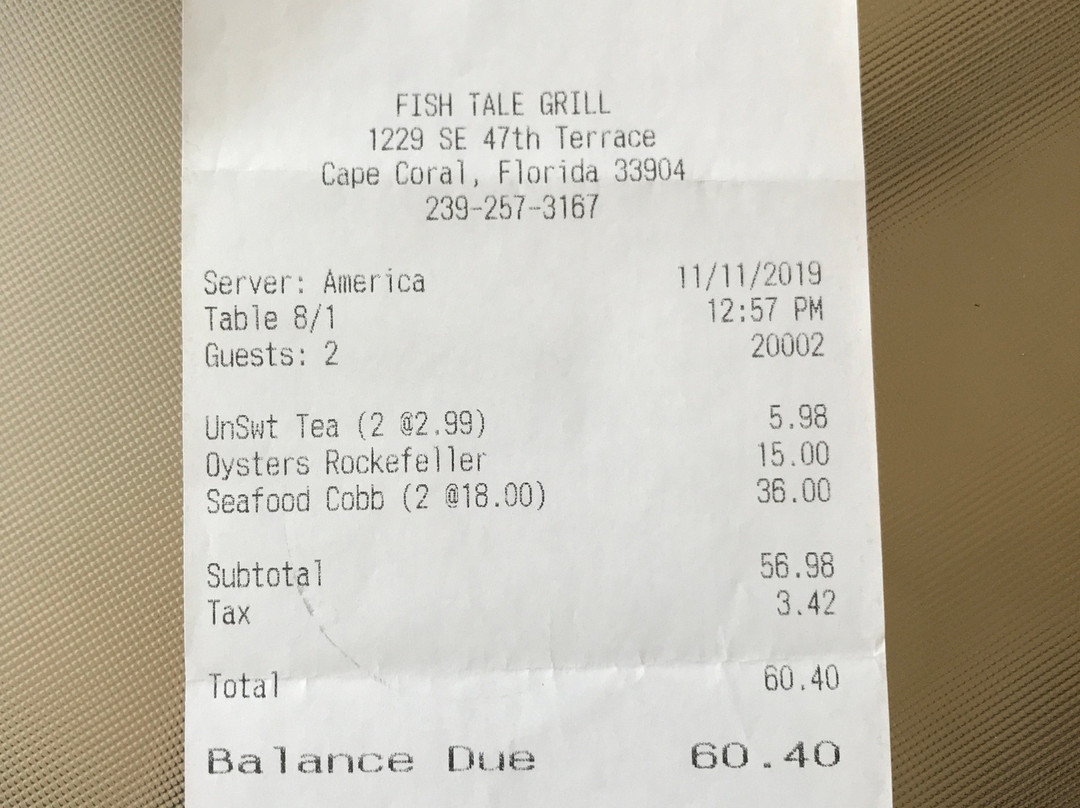 FISH TALE GRILL
1229 SE 47th Terrace
Cape Coral, Florida 33904
239-257-3167
Server: America 11/11/2019
Table 8/1 12:57 PM
Guests: 2 20002
UnSwt Tea (2 @2.99) 5.98
Oysters Rockefeller 15.00
Seafood Cobb (2 @18.00) 36.00
Subtotal 56.98
Tax 3.42
Total 60.40
Balance Due 60.40